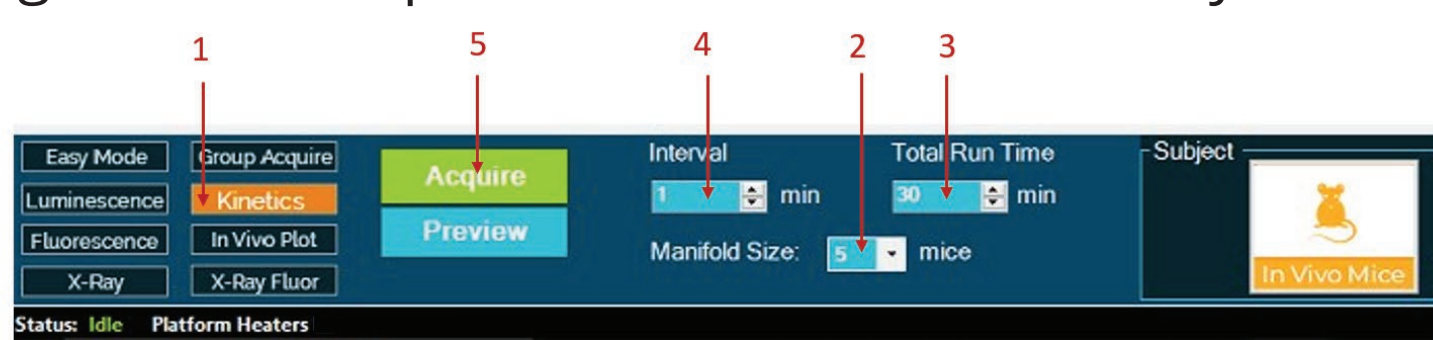 1 5 4 2 3
Easy Mode Group Acquire Acquire Interval Total Run Time Subject
Luminescence Kinetics 1 min 30 min
Fluorescence In Vivo Plot Preview Manifold Size: 5 mice
X-Ray X-Ray Fluor In Vivo Mice
Status: Idle Platform Heaters